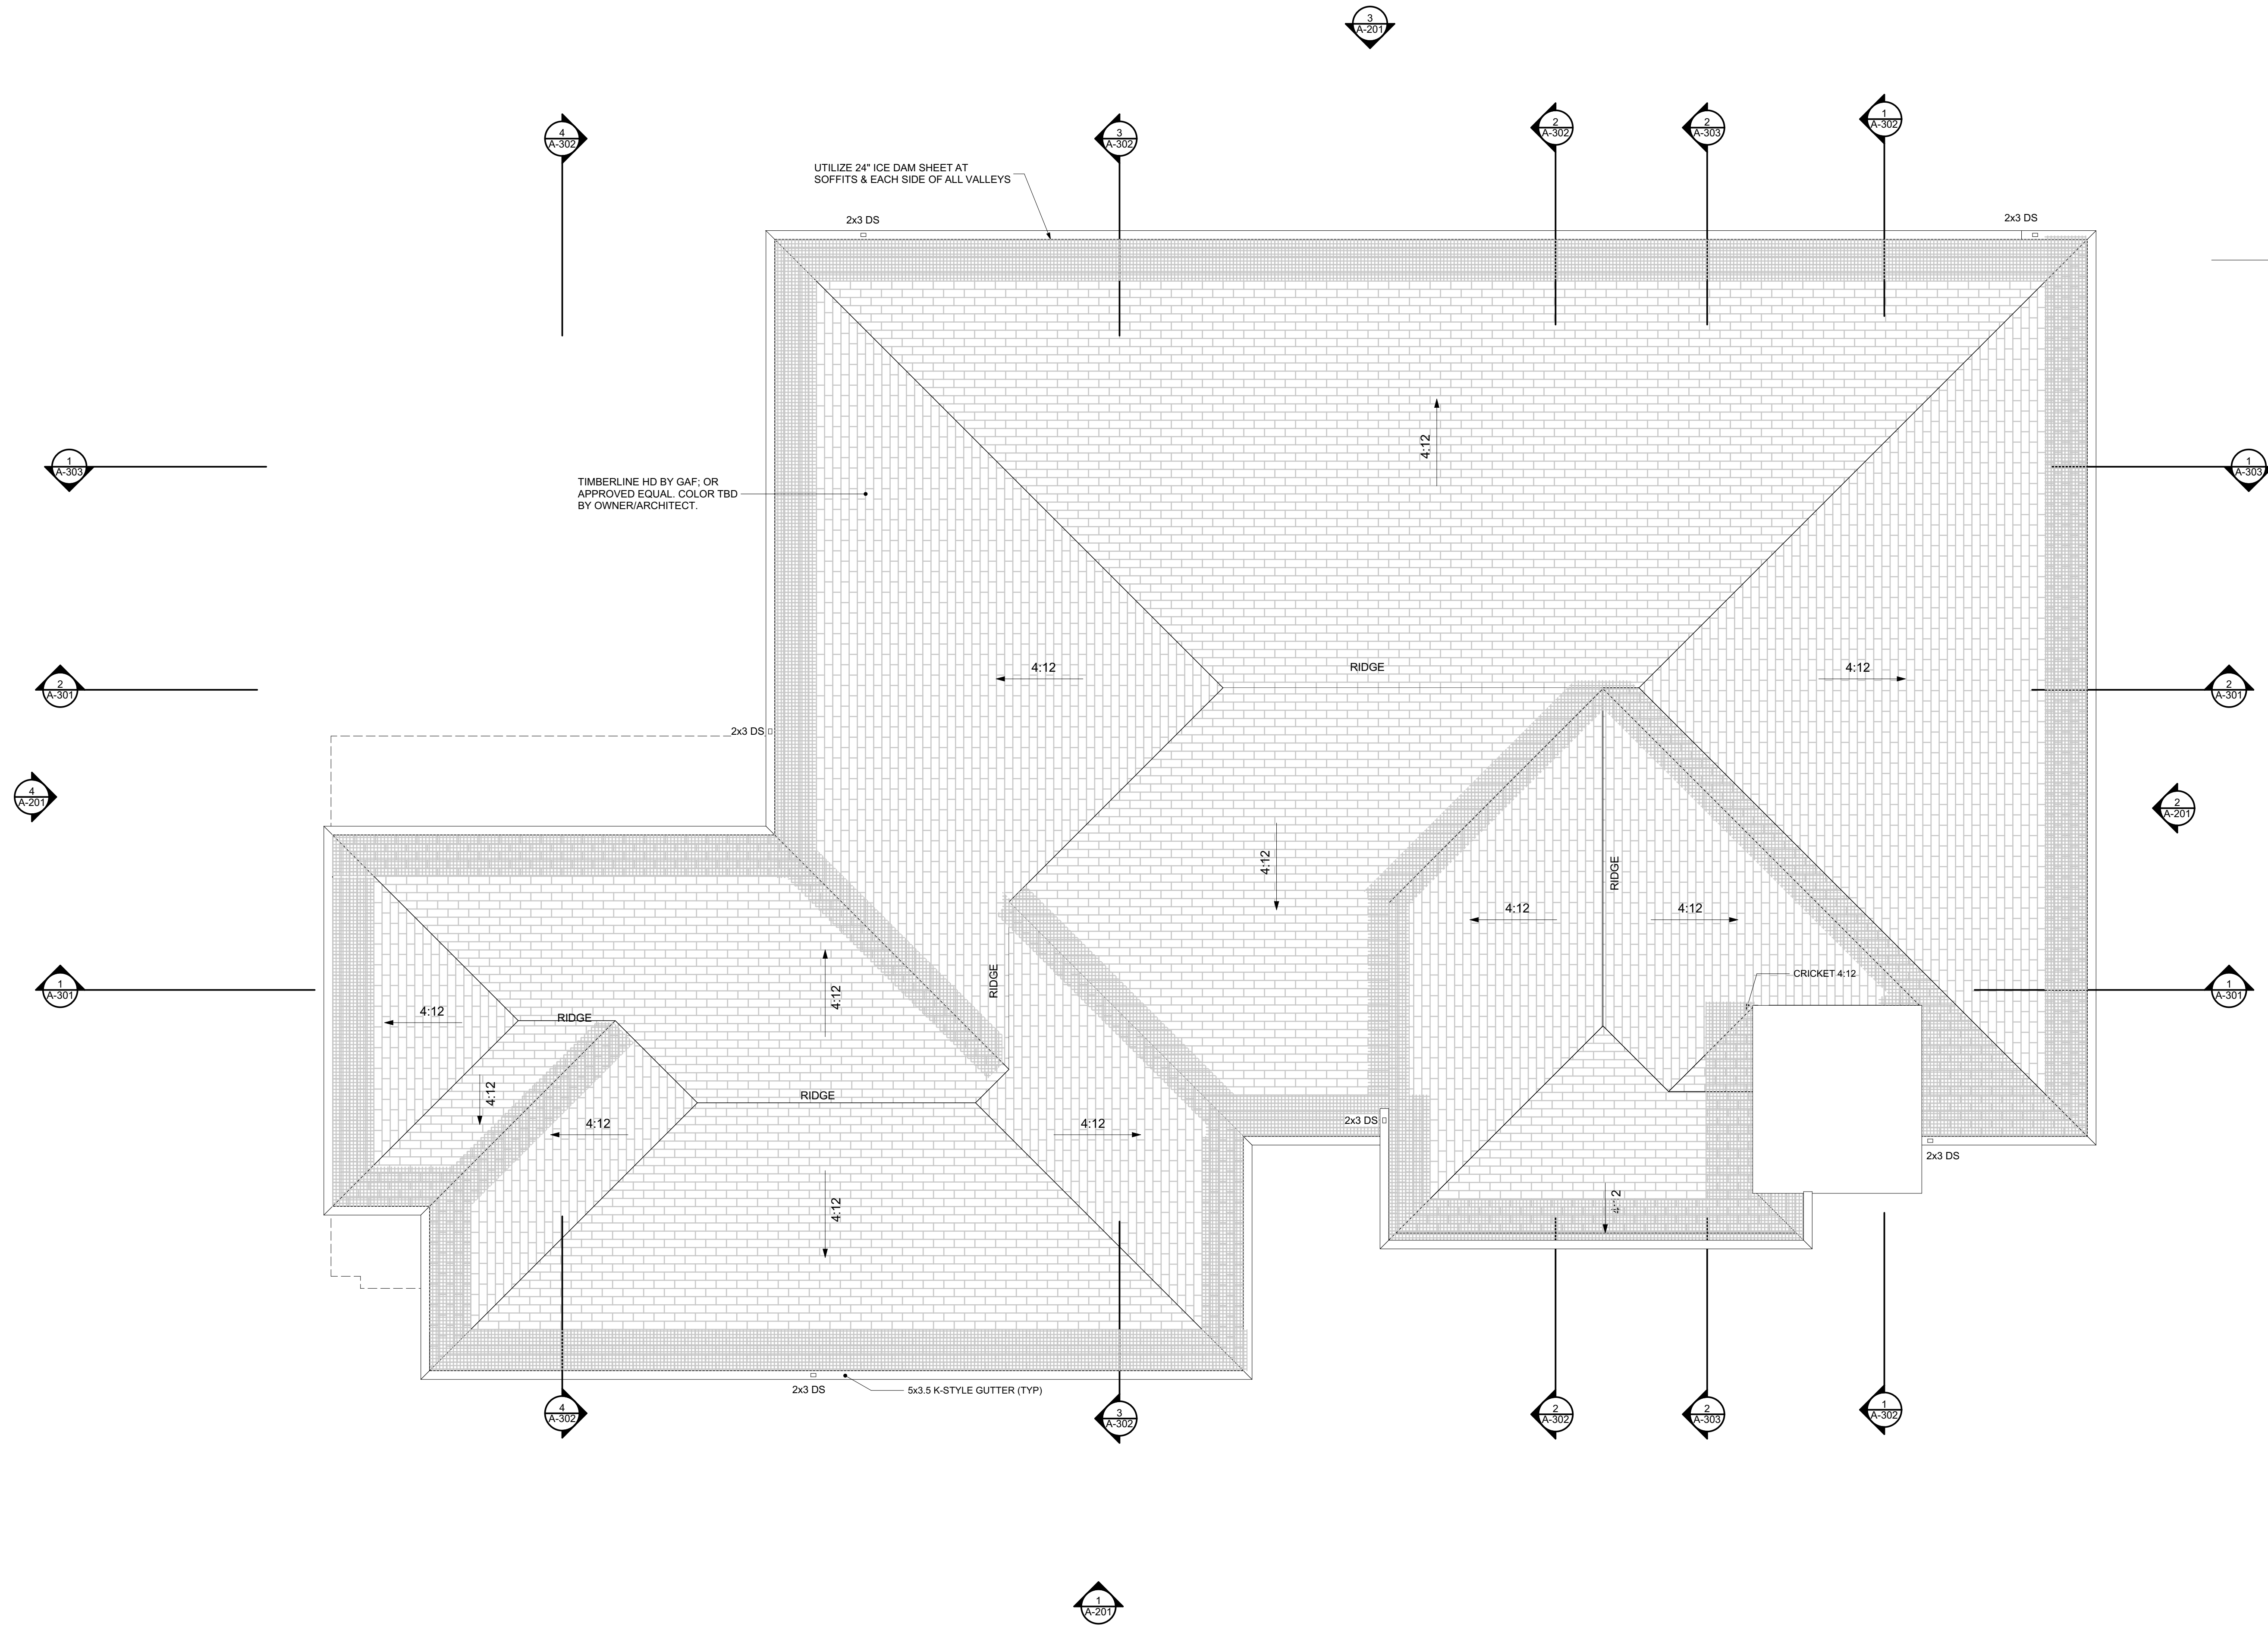 3
A-201
4
A-302
3
A-302
2
A-302
2
A-303
1
A-302
UTILIZE 24" ICE DAM SHEET AT
SOFFITS & EACH SIDE OF ALL VALLEYS
2x3 DS
2x3 DS
4:12
1
A-303
1
A-303
TIMBERLINE HD BY GAF; OR
APPROVED EQUAL. COLOR TBD
BY OWNER/ARCHITECT.
4:12
RIDGE
4:12
2
A-301
2
A-301
2x3 DS
4
A-201
2
A-201
4:12
RIDGE
4:12
4:12
CRICKET 4:12
RIDGE
1
A-301
1
A-301
4:12
4:12
RIDGE
4:12
RIDGE
4:12
4:12
2x3 DS
2x3 DS
4:12
4:12
2x3 DS
5x3.5 K-STYLE GUTTER (TYP)
4
A-302
3
A-302
2
A-302
2
A-303
1
A-302
1
A-201